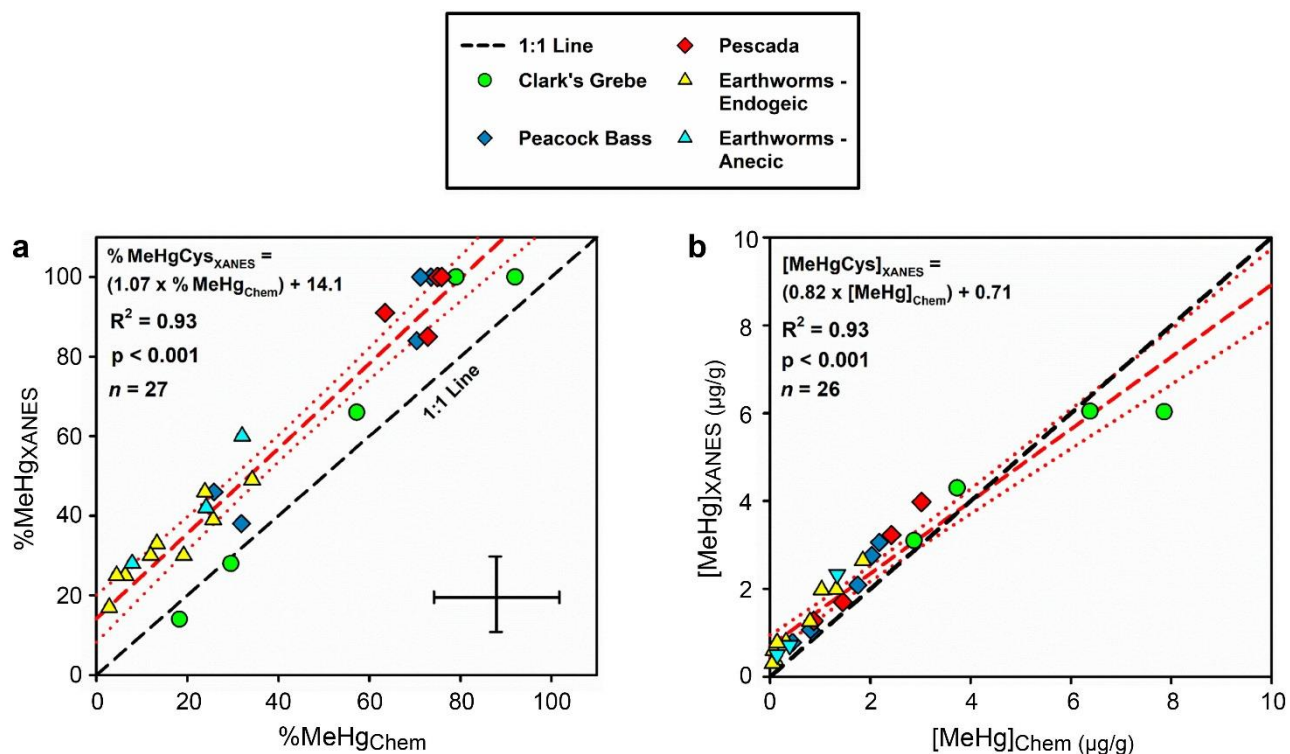 1:1 Line
Pescada
Clark's Grebe
Earthworms -
Endogeic
Peacock Bass
Earthworms -
Anecic
a
% MeHgCysXANES =
(1.07 x % MeHgChem) + 14.1
R2 = 0.93
p < 0.001
n = 27
1:1 Line
%MeHgXANES
100
80
60
40
20
0
0 20 40 60 80 100
%MeHgChem
b
[MeHgCys]XANES =
(0.82 x [MeHg]Chem) + 0.71
R2 = 0.93
p < 0.001
n = 26
[MeHg]XANES (µg/g)
10
8
6
4
2
0
0 2 4 6 8 10
[MeHg]Chem (µg/g)